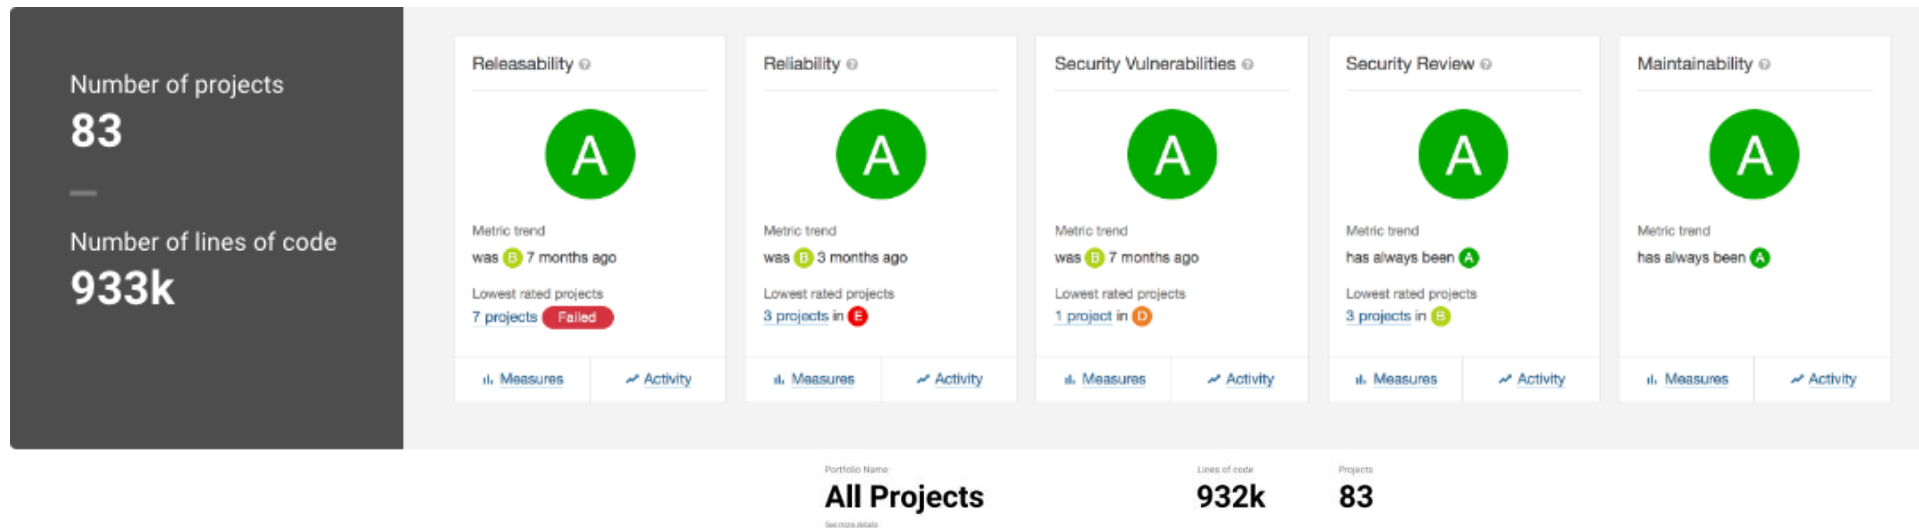 Number of projects
83
Number of lines of code
933k
Releasability
A
Metric trend
was B 7 months ago
Lowest rated projects
7 projects Failed
Measures Activity
Reliability
A
Metric trend
was B 3 months ago
Lowest rated projects
3 projects in E
Measures Activity
Security Vulnerabilities
A
Metric trend
was B 7 months ago
Lowest rated projects
1 project in D
Measures Activity
Security Review
A
Metric trend
has always been A
Lowest rated projects
3 projects in B
Measures Activity
Maintainability
A
Metric trend
has always been A
Measures Activity
Portfolio Name
All Projects
See more details
Lines of code
932k
Projects
83